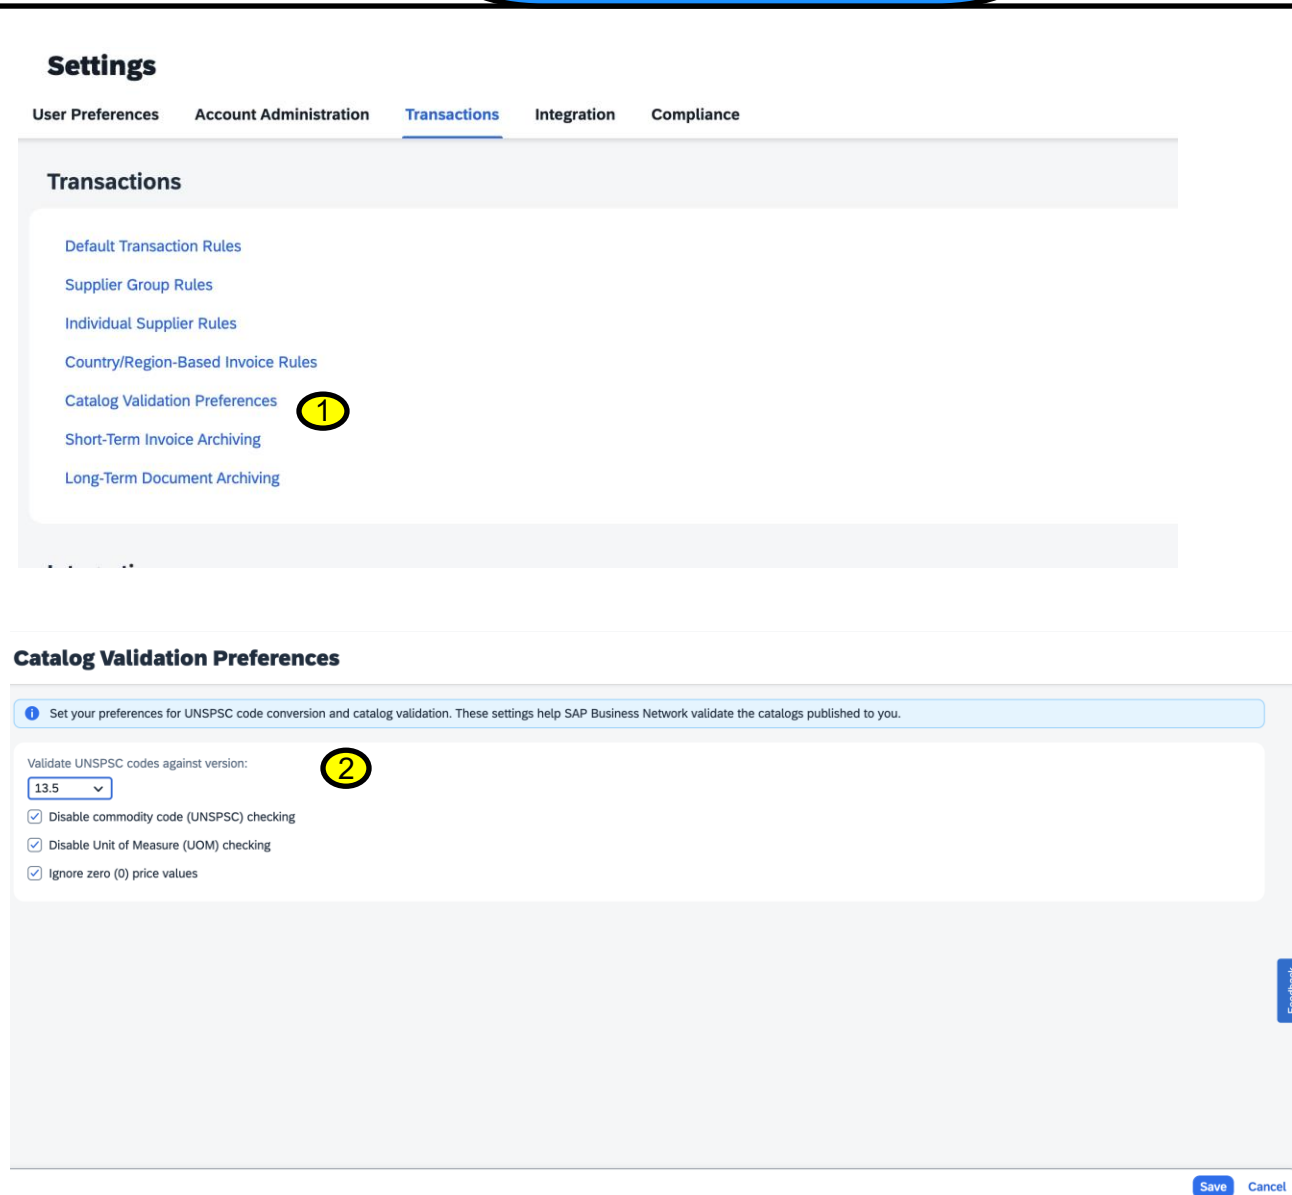 Settings
User Preferences Account Administration Transactions Integration Compliance
Transactions
Default Transaction Rules
Supplier Group Rules
Individual Supplier Rules
Country/Region-Based Invoice Rules
Catalog Validation Preferences
1
Short-Term Invoice Archiving
Long-Term Document Archiving
Catalog Validation Preferences
Set your preferences for UNSPSC code conversion and catalog validation. These settings help SAP Business Network validate the catalogs published to you.
Validate UNSPSC codes against version:
2
13.5
Disable commodity code (UNSPSC) checking
Disable Unit of Measure (UOM) checking
Ignore zero (0) price values
Feedback
Save Cancel